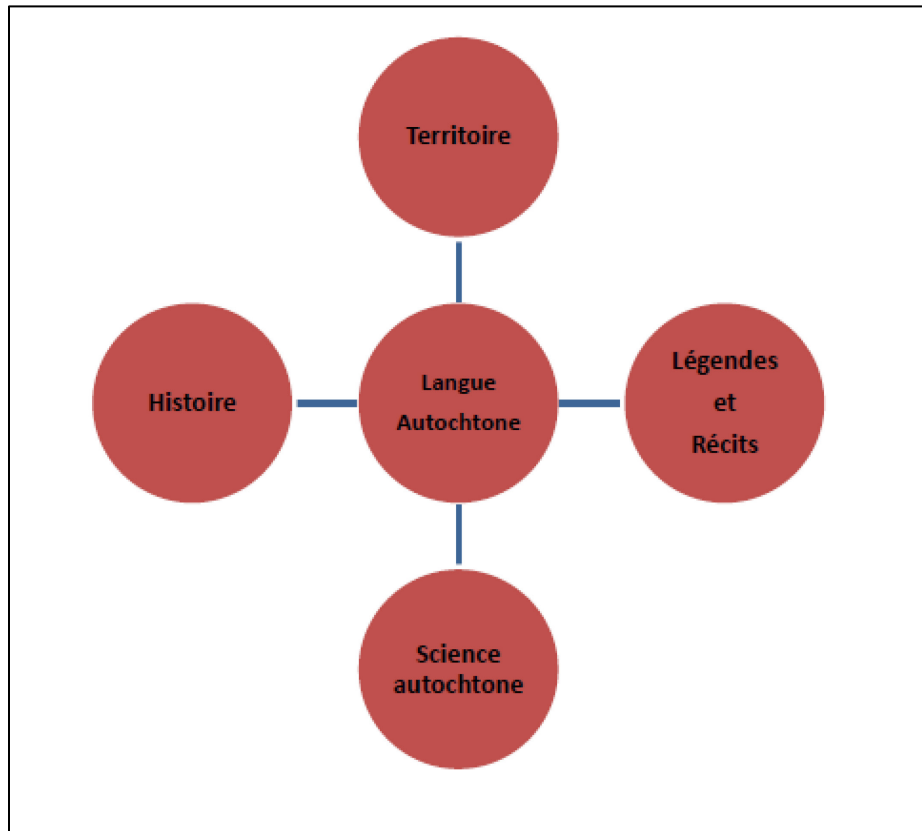 Territoire
Histoire
Langue
Autochtone
Légendes
et
Récits
Science
autochtone